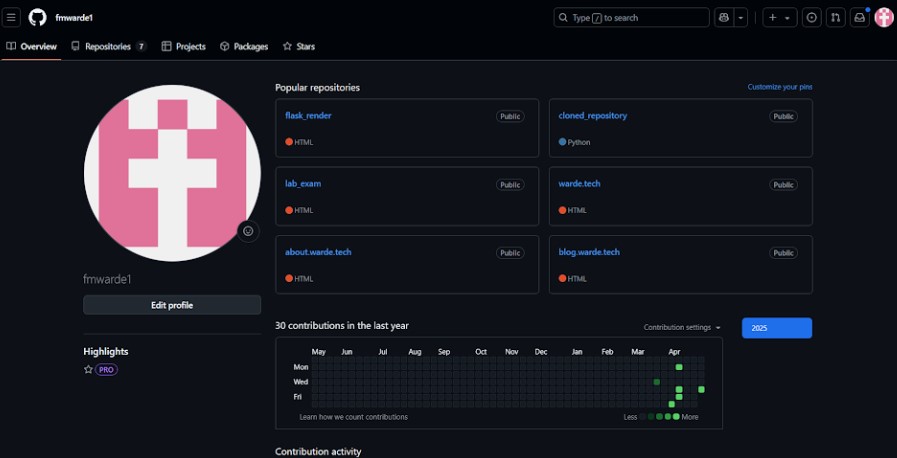 fmwarde1
Type / to search
Overview
Repositories 7
Projects
Packages
Stars
Popular repositories
Customize your pins
flask_render
Public
HTML
cloned_repository
Public
Python
lab_exam
Public
HTML
warde.tech
Public
HTML
about.warde.tech
Public
HTML
blog.warde.tech
Public
HTML
fmwarde1
Edit profile
Highlights
PRO
30 contributions in the last year
Contribution settings
2025
May Jun Jul Aug Sep Oct Nov Dec Jan Feb Mar Apr
Mon
Wed
Fri
Learn how we count contributions
Less
More
Contribution activity